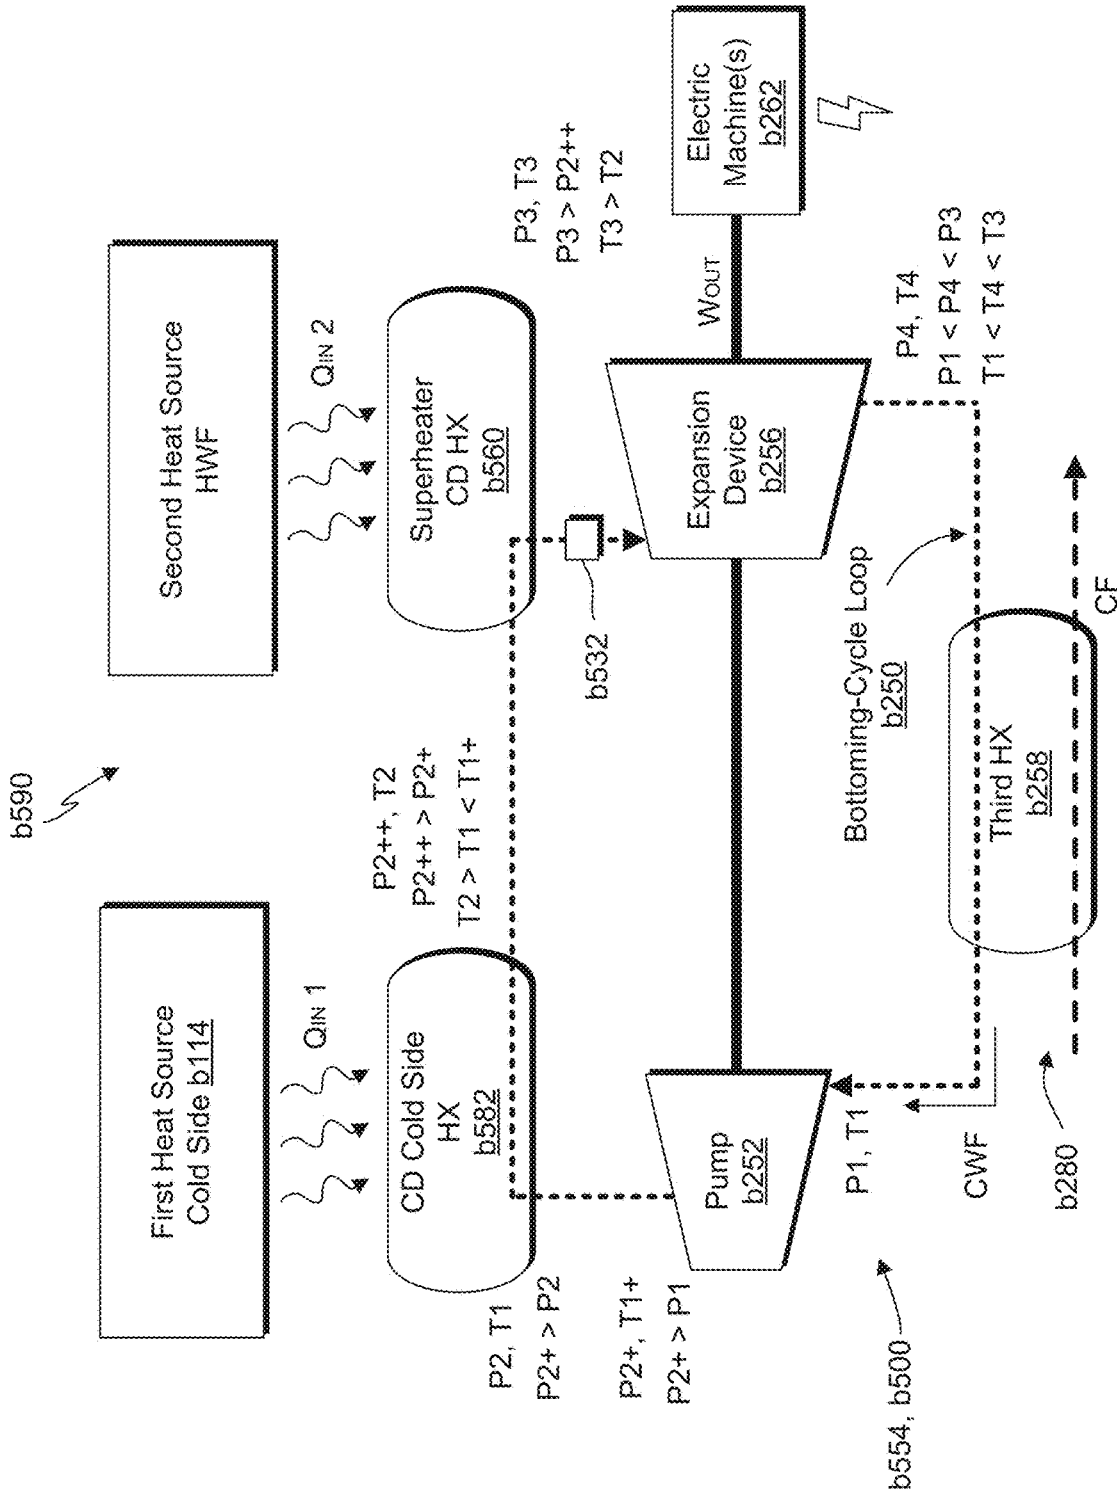 b590
First Heat Source
Cold Side b114
Second Heat Source
HWF
QIN 1
QIN 2
CD Cold Side
HX
b582
Superheater
CD HX
b560
P2++, T2
P2++ > P2+
T2 > T1 < T1+
P3, T3
P3 > P2++
T3 > T2
P2, T1
P2+ > P2
b532
P2+, T1+
P2+ > P1
Pump
b252
Expansion
Device
b256
WOUT
Electric
Machine(s)
b262
P1, T1
Bottoming-Cycle Loop
b250
P4, T4
P1 < P4 < P3
T1 < T4 < T3
b554, b500
CWF
Third HX
b258
b280
CF